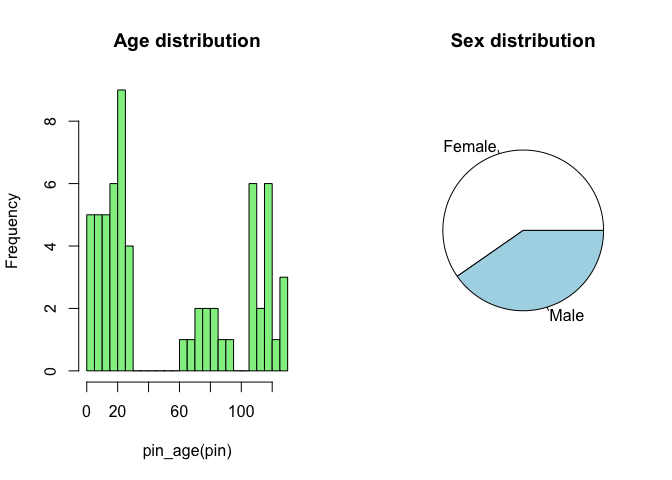 Age distribution
Frequency
0
2
4
6
8
0 20 60 100
pin_age(pin)
Sex distribution
Female
Male